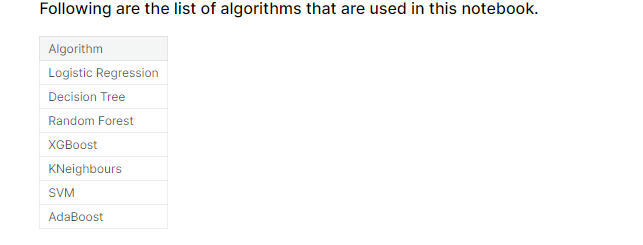 Following are the list of algorithms that are used in this notebook.
Algorithm
Logistic Regression
Decision Tree
Random Forest
XGBoost
KNeighbours
SVM
AdaBoost